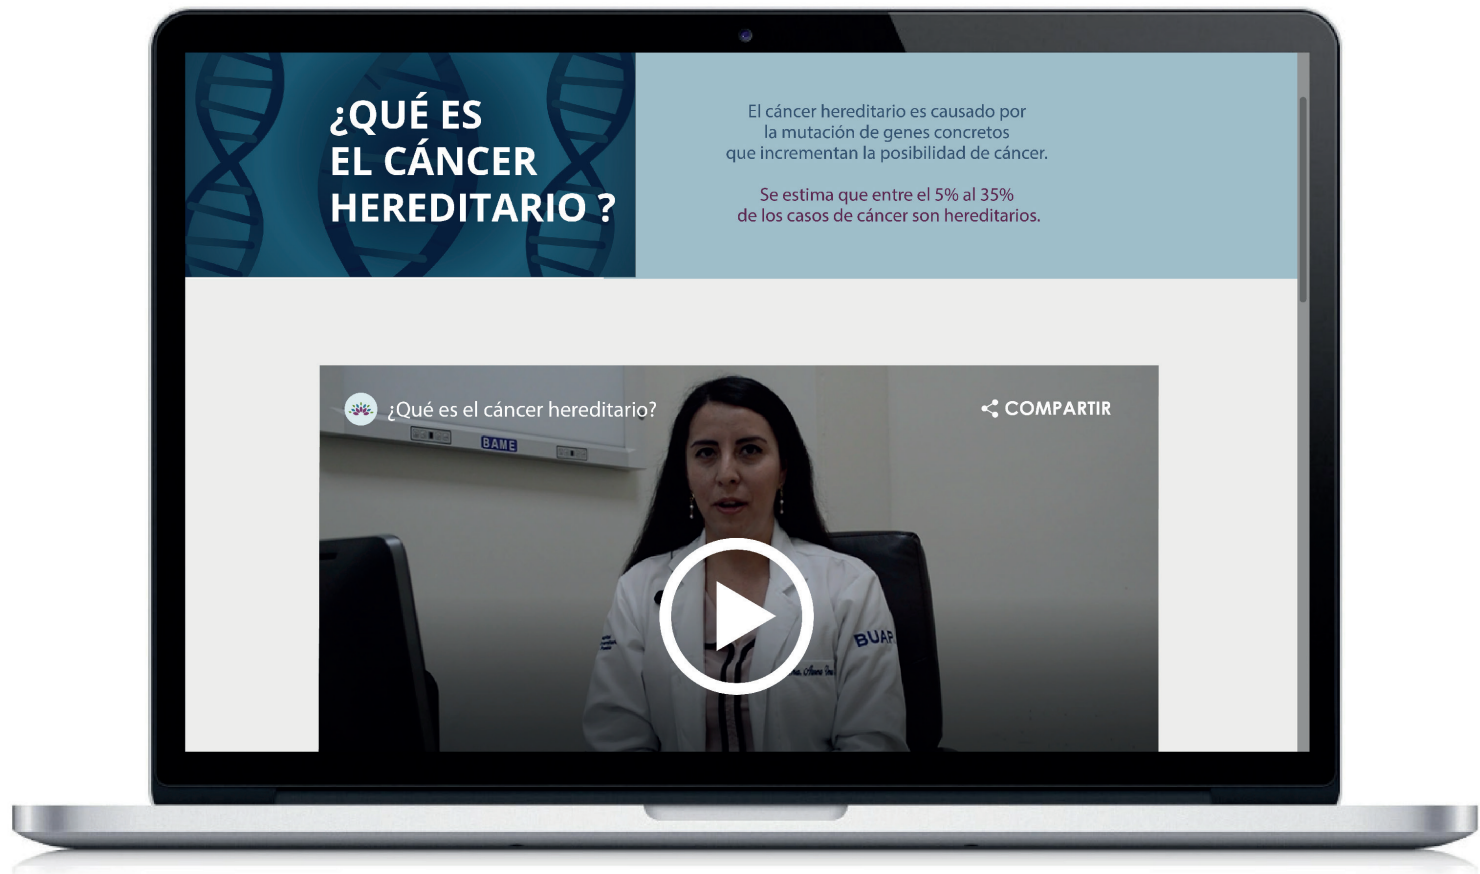 ¿QUÉ ES
EL CÁNCER
HEREDITARIO ?
El cáncer hereditario es causado por
la mutación de genes concretos
que incrementan la posibilidad de cáncer.
Se estima que entre el 5% al 35%
de los casos de cáncer son hereditarios.
¿Qué es el cáncer hereditario?
COMPARTIR
BAME
BUAP